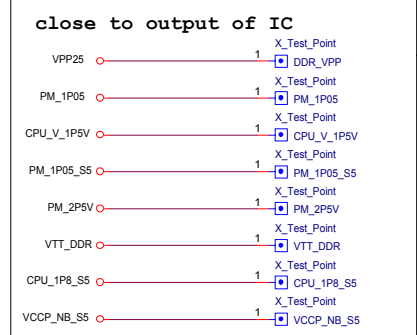 close to output of IC
X_Test_Point
VPP25 1 DDR_VPP
X_Test_Point
PM_1P05 1 PM_1P05
X_Test_Point
CPU_V_1P5V 1 CPU_V_1P5V
X_Test_Point
PM_1P05_S5 1 PM_1P05_S5
X_Test_Point
PM_2P5V 1 PM_2P5V
X_Test_Point
VTT_DDR 1 VTT_DDR
X_Test_Point
CPU_1P8_S5 1 CPU_1P8_S5
X_Test_Point
VCCP_NB_S5 1 VCCP_NB_S5